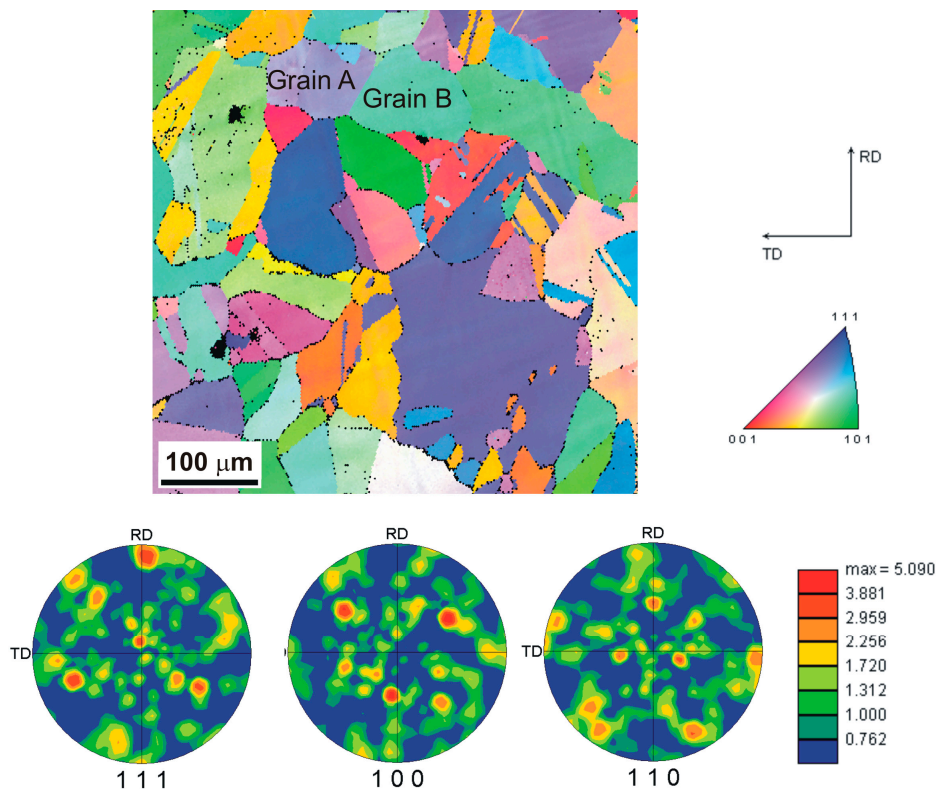 Grain A
Grain B
100 μm
RD
TD
1 1 1
0 0 1
1 0 1
RD
TD
1 1 1
RD
1 0 0
RD
TD
1 1 0
max = 5.090
3.881
2.959
2.256
1.720
1.312
1.000
0.762